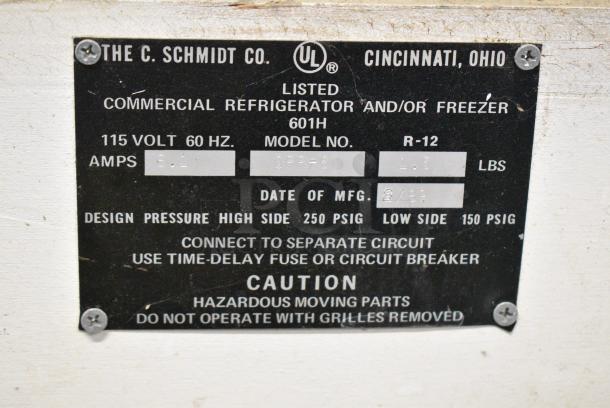 THE C. SCHMIDT CO. UL ® CINCINNATI, OHIO
LISTED
COMMERCIAL REFRIGERATOR AND/OR FREEZER
601H
115 VOLT 60 HZ. MODEL NO. R-12
AMPS LBS
DATE OF MFG.
DESIGN PRESSURE HIGH SIDE 250 PSIG LOW SIDE 150 PSIG
CONNECT TO SEPARATE CIRCUIT
USE TIME-DELAY FUSE OR CIRCUIT BREAKER
CAUTION
HAZARDOUS MOVING PARTS
DO NOT OPERATE WITH GRILLES REMOVED
pci